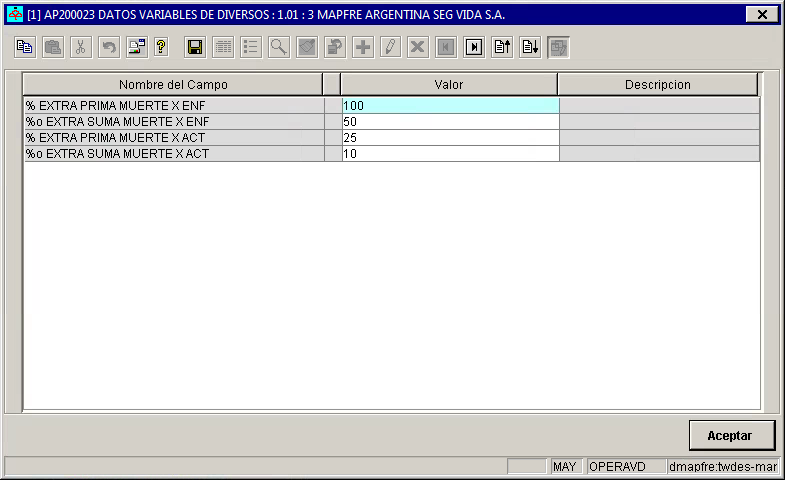 [1] AP200023 DATOS VARIABLES DE DIVERSOS : 1.01 : 3 MAPFRE ARGENTINA SEG VIDA S.A.
Nombre del Campo Valor Descripcion
% EXTRA PRIMA MUERTE X ENF 100
%o EXTRA SUMA MUERTE X ENF 50
% EXTRA PRIMA MUERTE X ACT 25
%o EXTRA SUMA MUERTE X ACT 10
Aceptar
MAY OPERAVD dmapfre:twdes-mar